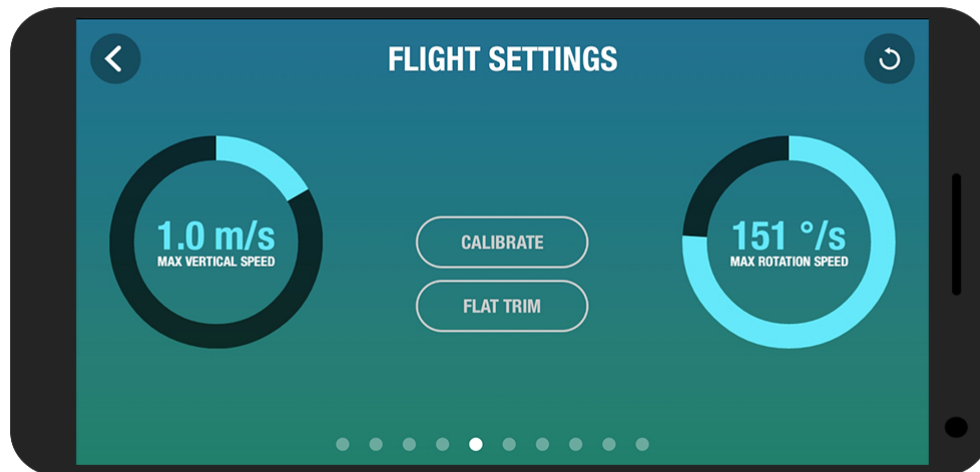 FLIGHT SETTINGS
1.0 m/s
MAX VERTICAL SPEED
CALIBRATE
FLAT TRIM
151 °/s
MAX ROTATION SPEED